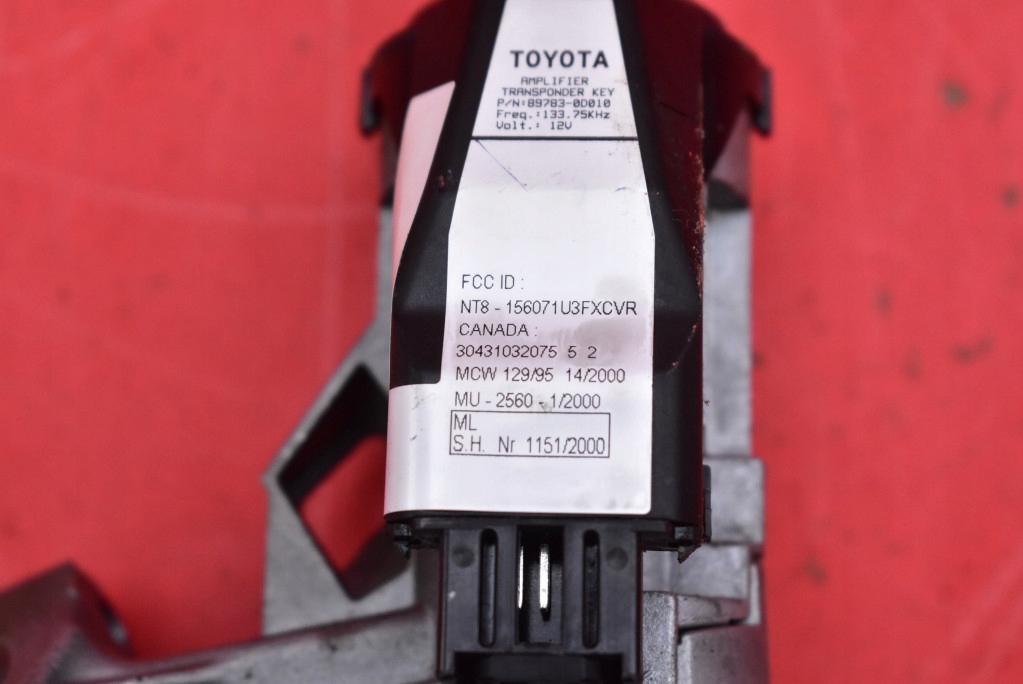 TOYOTA
AMPLIFIER
TRANSPONDER KEY
P/N:89783-0D010
Freq.:133.75KHz
Volt.: 12V
FCC ID :
NT8 - 156071U3FXCVR
CANADA :
30431032075 5 2
MCW 129/95 14/2000
MU - 2560 - 1/2000
ML
S.H. Nr 1151/2000